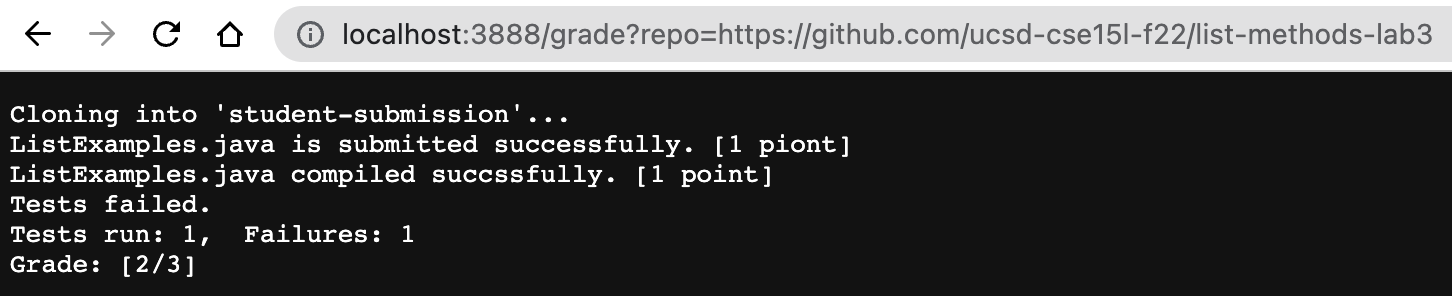 localhost:3888/grade?repo=https://github.com/ucsd-cse15l-f22/list-methods-lab3
Cloning into 'student-submission'...
ListExamples.java is submitted successfully. [1 piont]
ListExamples.java compiled succssfully. [1 point]
Tests failed.
Tests run: 1,  Failures: 1
Grade: [2/3]